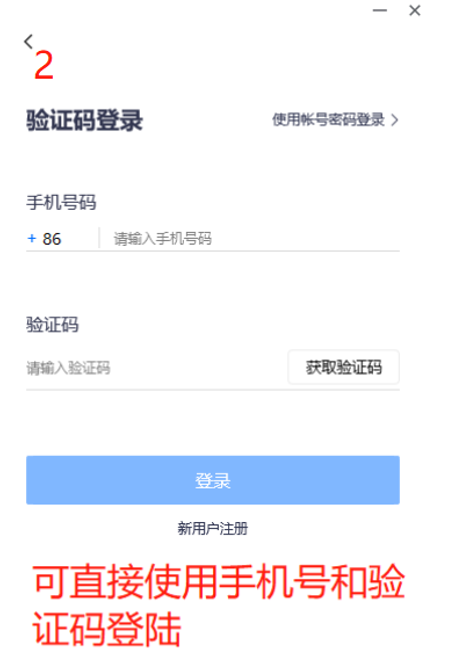 2
验证码登录 使用帐号密码登录 >
手机号码
+ 86 请输入手机号码
验证码
请输入验证码 获取验证码
登录
新用户注册
可直接使用手机号和验
证码登陆